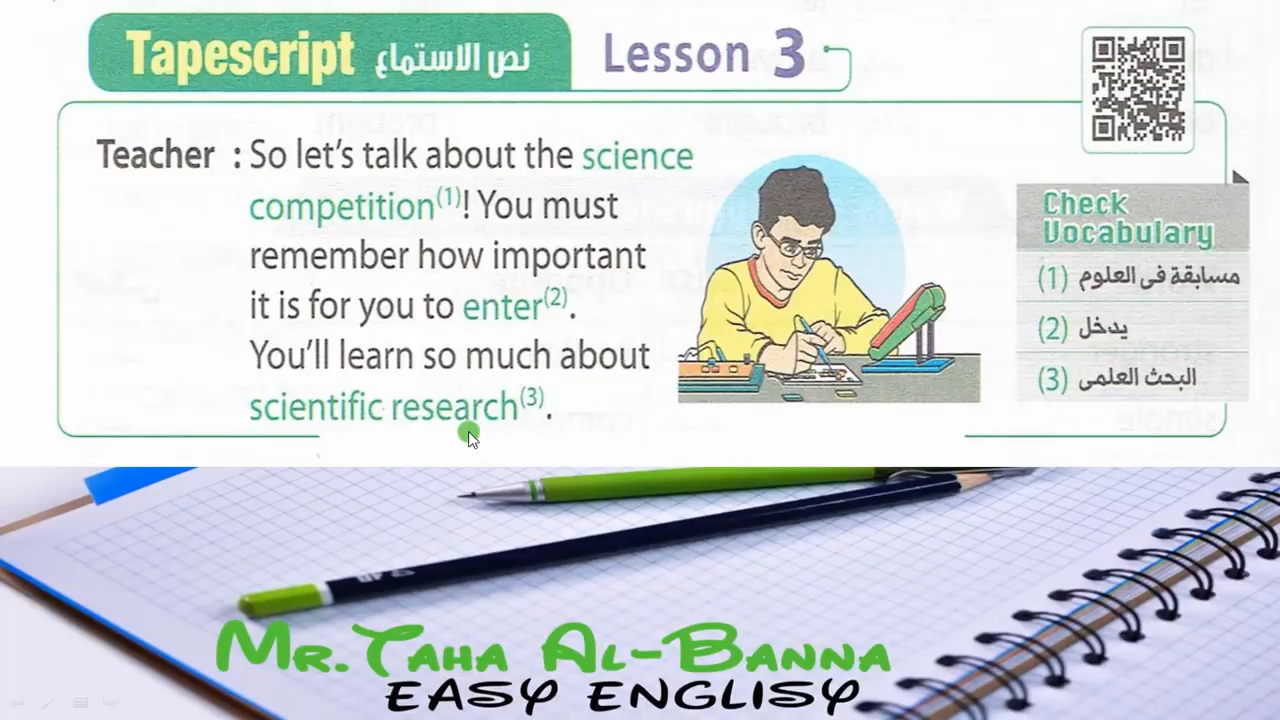 Tapescript نص الاستماع Lesson 3
Teacher : So let's talk about the science
competition(1)! You must
remember how important
it is for you to enter(2).
You'll learn so much about
scientific research(3).
Check
Vocabulary
(1) مسابقة فى العلوم
(2) يدخل
(3) البحث العلمى
MR.TAHA AL-BANNA
EASY ENGLISY